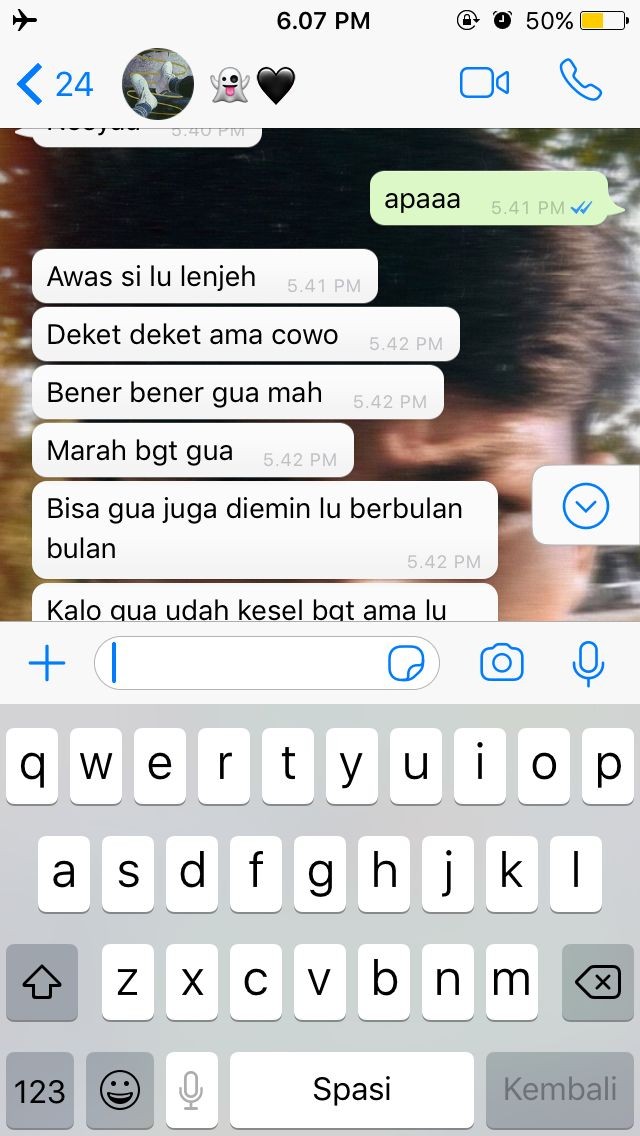 6.07 PM
50%
24
5.40 PM
apaaa
5.41 PM
Awas si lu lenjeh
5.41 PM
Deket deket ama cowo
5.42 PM
Bener bener gua mah
5.42 PM
Marah bgt gua
5.42 PM
Bisa gua juga diemin lu berbulan
bulan
5.42 PM
Kalo gua udah kesel bgt ama lu
q w e r t y u i o p
a s d f g h j k l
z x c v b n m
123
Spasi
Kembali